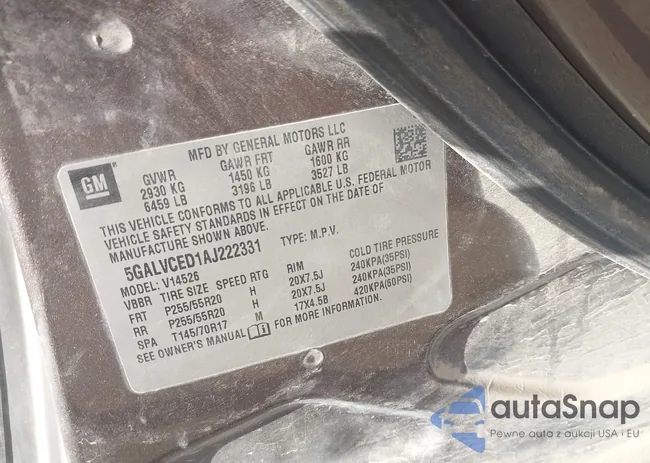 MFD BY GENERAL MOTORS LLC
GM
GVWR GAWR FRT GAWR RR
2930 KG 1450 KG 1600 KG
6459 LB 3196 LB 3527 LB
THIS VEHICLE CONFORMS TO ALL APPLICABLE U.S. FEDERAL MOTOR
VEHICLE SAFETY STANDARDS IN EFFECT ON THE DATE OF
MANUFACTURE SHOWN ABOVE.
5GALVCED1AJ222331 TYPE: M.P.V.
MODEL: V14526
VBBR TIRE SIZE SPEED RTG RIM COLD TIRE PRESSURE
FRT P255/55R20 H 20X7.5J 240KPA(35PSI)
RR P255/55R20 H 20X7.5J 240KPA(35PSI)
SPA T145/70R17 M 17X4.5B 420KPA(60PSI)
SEE OWNER'S MANUAL FOR MORE INFORMATION.
autaSnap
Pewne auta z aukcji USA i EU